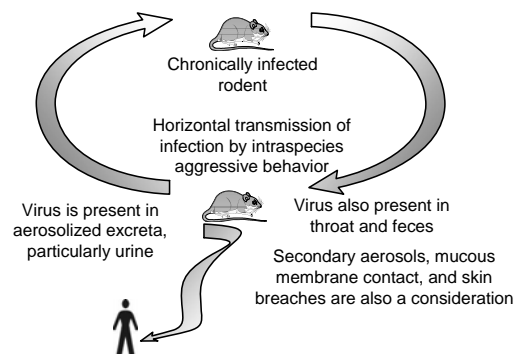 Chronically infected
rodent
Horizontal transmission of
infection by intraspecies
aggressive behavior
Virus is present in
aerosolized excreta,
particularly urine
Virus also present in
throat and feces
Secondary aerosols, mucous
membrane contact, and skin
breaches are also a consideration